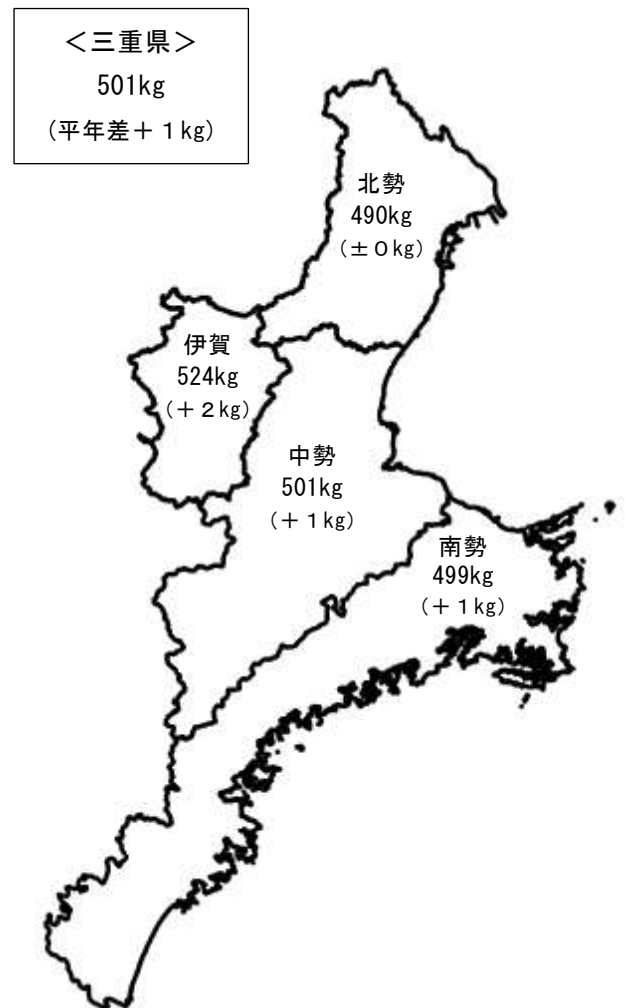 ＜三重県＞
501kg
(平年差＋１kg)
北勢
490kg
(±０kg)
伊賀
524kg
(＋２kg)
中勢
501kg
(＋１kg)
南勢
499kg
(＋１kg)